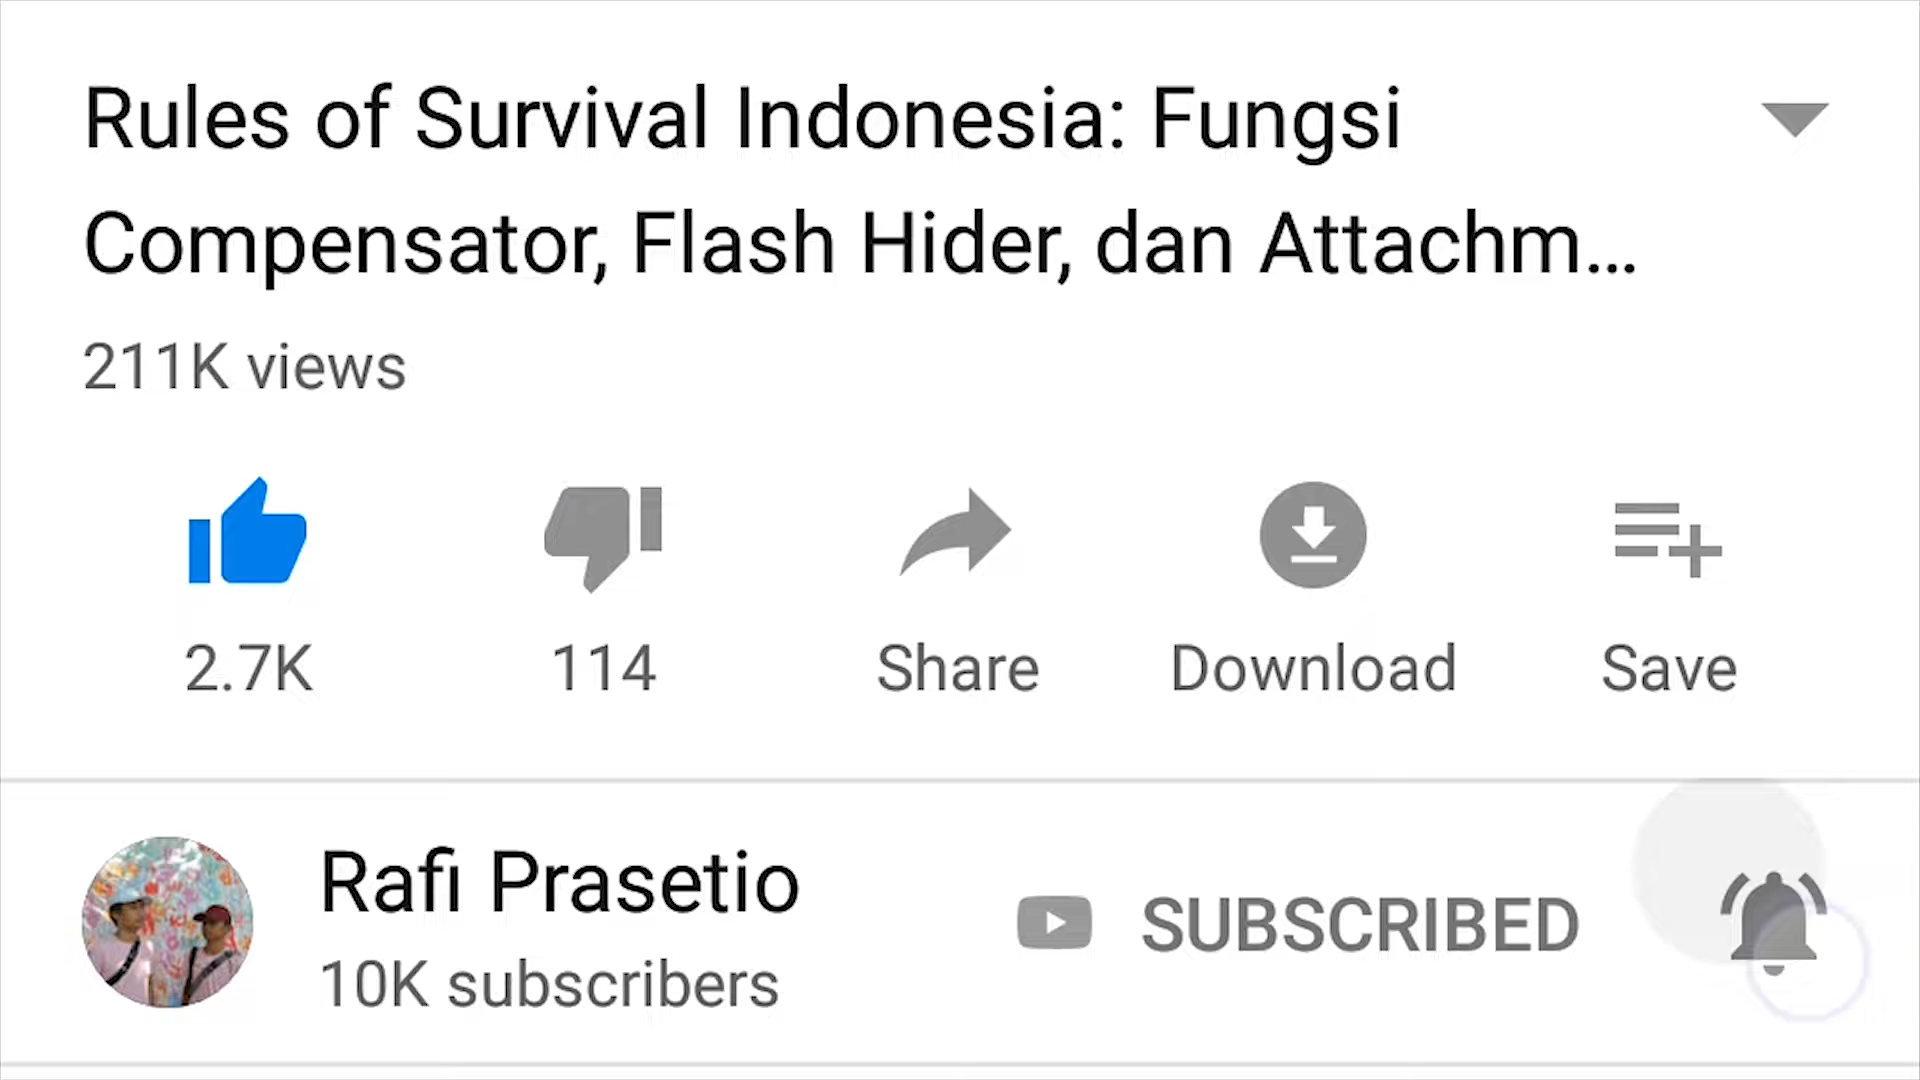 Rules of Survival Indonesia: Fungsi
Compensator, Flash Hider, dan Attachm...
211K views
2.7K 114 Share Download Save
Rafi Prasetio
SUBSCRIBED
10K subscribers